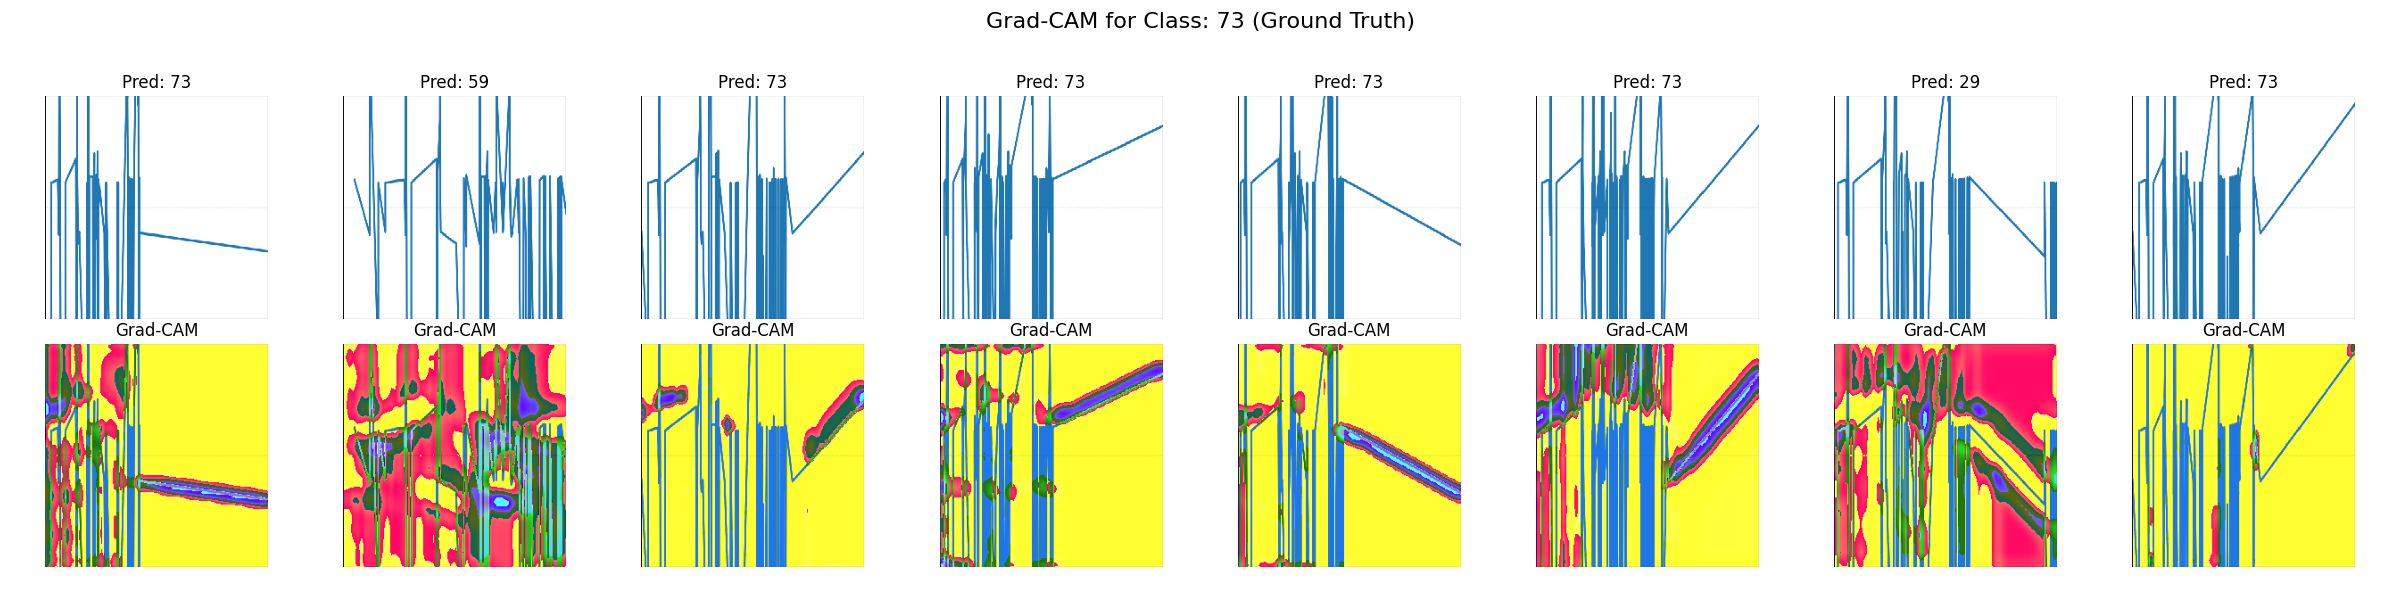 Grad-CAM for Class: 73 (Ground Truth)
Pred: 73 Pred: 59 Pred: 73 Pred: 73 Pred: 73 Pred: 73 Pred: 29 Pred: 73
Grad-CAM Grad-CAM Grad-CAM Grad-CAM Grad-CAM Grad-CAM Grad-CAM Grad-CAM